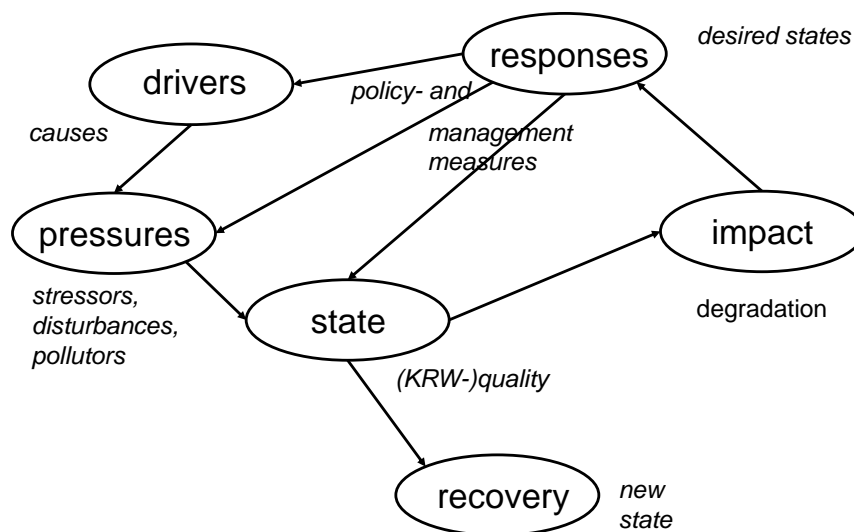 responses
desired states
drivers
policy- and
causes
management
measures
pressures
impact
stressors,
disturbances,
pollutors
state
degradation
(KRW-)quality
recovery
new
state